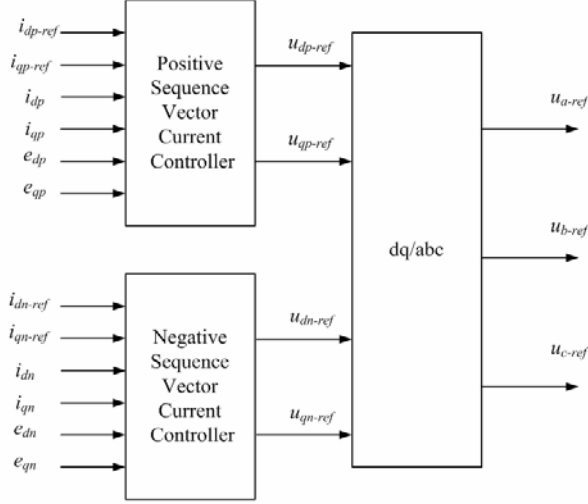 i_dp-ref
i_qp-ref
i_dp
i_qp
e_dp
e_qp
Positive
Sequence
Vector
Current
Controller
u_dp-ref
u_qp-ref
i_dn-ref
i_qn-ref
i_dn
i_qn
e_dn
e_qn
Negative
Sequence
Vector
Current
Controller
u_dn-ref
u_qn-ref
dq/abc
u_a-ref
u_b-ref
u_c-ref